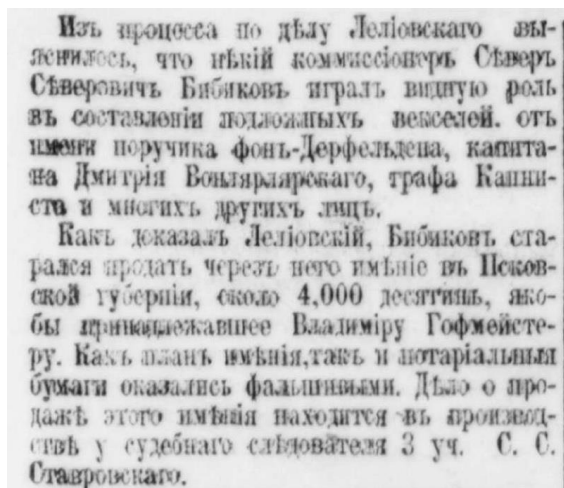 Изъ процесса по дѣлу Леліовскаго вы-
яснилось, что нѣкій коммиссіонеръ Сѣверъ
Сѣверовичъ Бибиковъ игралъ видную роль
въ составленіи подложныхъ векселей. отъ
имени поручика фонъ-Дерфельдена, капита-
на Дмитрія Вонлярлярскаго, графа Капни-
ста и многихъ другихъ лицъ.
Какъ доказалъ Леліовскій, Бибиковъ ста-
рался продать черезъ него имѣніе въ Псков-
ской губерніи, около 4,000 десятинъ, яко-
бы принадлежавшее Владиміру Гофмейсте-
ру. Какъ планъ имѣнія, такъ и нотаріальныя
бумаги оказались фальшивыми. Дѣло о про-
дажѣ этого имѣнія находится въ производ-
ствѣ у судебнаго слѣдователя 3 уч. С. С.
Ставровскаго.